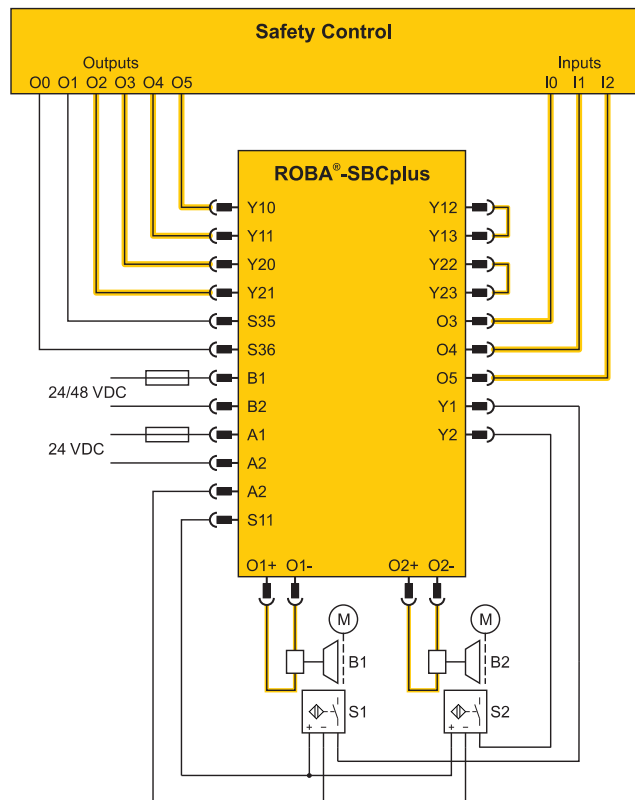 Safety Control
Outputs Inputs
O0 O1 O2 O3 O4 O5 I0 I1 I2
ROBA®-SBCplus
Y10 Y12
Y11 Y13
Y20 Y22
Y21 Y23
S35 O3
S36 O4
B1 O5
24/48 VDC
B2 Y1
A1 Y2
24 VDC
A2
A2
S11
O1+ O1- O2+ O2-
M M
B1 B2
S1 S2
+ - + -